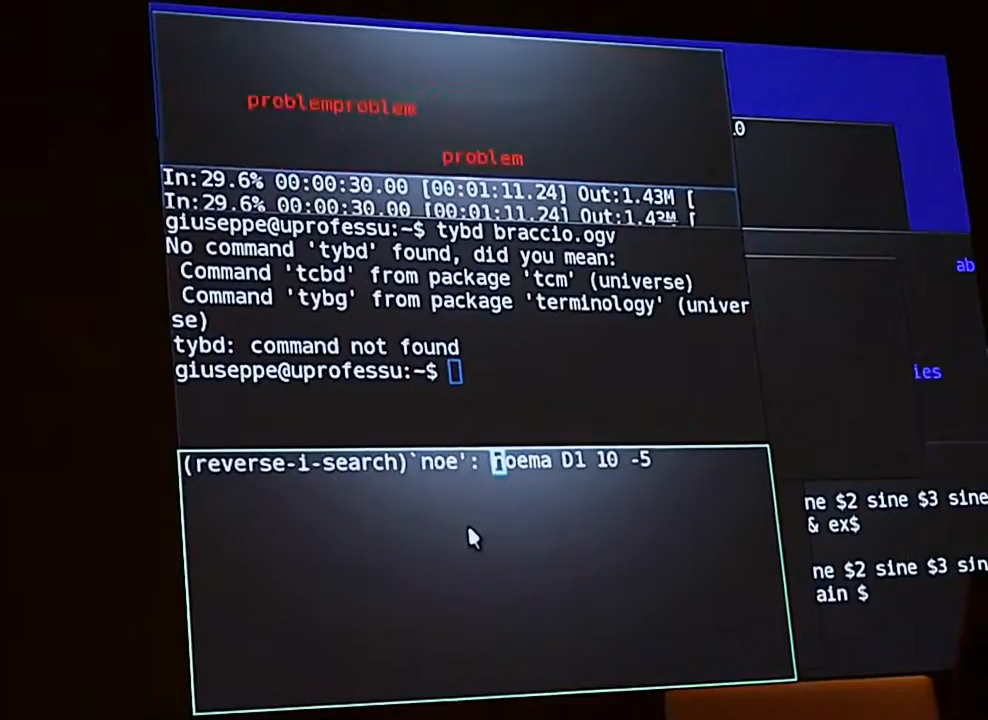 problemproblem
problem
In:29.6% 00:00:30.00 [00:01:11.24] Out:1.43M [
In:29.6% 00:00:30.00 [00:01:11.24] Out:1.43M [
giuseppe@uprofessu:~$ tybd braccio.ogv
No command 'tybd' found, did you mean:
Command 'tcbd' from package 'tcm' (universe)
Command 'tybg' from package 'terminology' (univer
se)
tybd: command not found
giuseppe@uprofessu:~$
(reverse-i-search)`noe': noema D1 10 -5
.0
ab
ies
ne $2 sine $3 sine
& ex$
ne $2 sine $3 sin
ain $